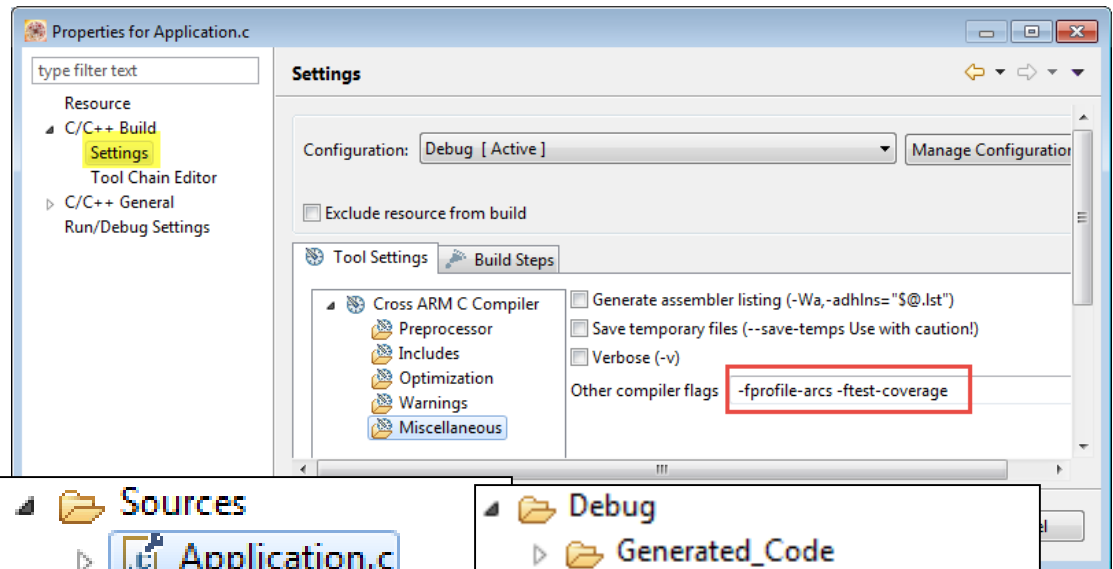 Properties for Application.c
type filter text
Resource
C/C++ Build
Settings
Tool Chain Editor
C/C++ General
Run/Debug Settings
Settings
Configuration: Debug [ Active ]
Manage Configuration
Exclude resource from build
Tool Settings
Build Steps
Cross ARM C Compiler
Preprocessor
Includes
Optimization
Warnings
Miscellaneous
Generate assembler listing (-Wa,-adhlns="$@.lst")
Save temporary files (--save-temps Use with caution!)
Verbose (-v)
Other compiler flags -fprofile-arcs -ftest-coverage
Sources
Application.c
Debug
Generated_Code